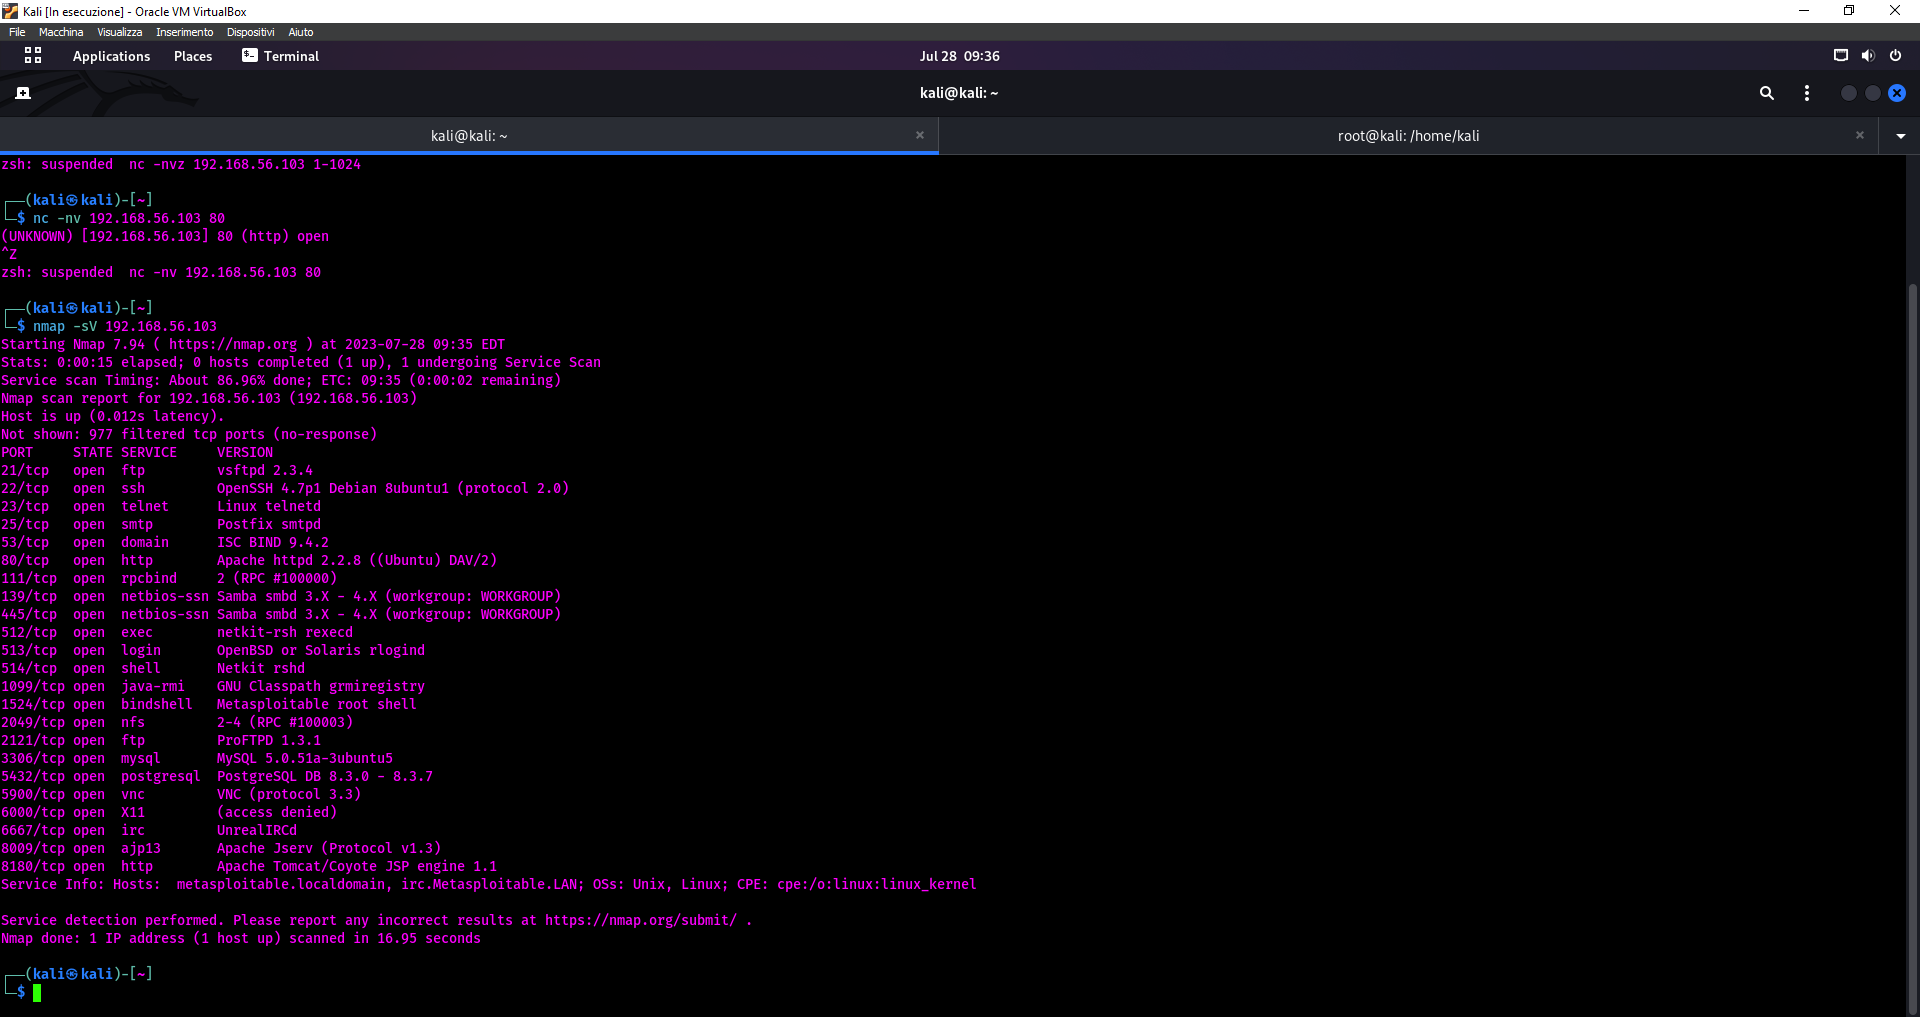 Kali [In esecuzione] - Oracle VM VirtualBox
File Macchina Visualizza Inserimento Dispositivi Aiuto
Applications Places Terminal Jul 28 09:36
kali@kali: ~
kali@kali: ~ root@kali: /home/kali
zsh: suspended  nc -nvz 192.168.56.103 1-1024
┌──(kali㉿kali)-[~]
└─$ nc -nv 192.168.56.103 80
(UNKNOWN) [192.168.56.103] 80 (http) open
^Z
zsh: suspended  nc -nv 192.168.56.103 80
┌──(kali㉿kali)-[~]
└─$ nmap -sV 192.168.56.103
Starting Nmap 7.94 ( https://nmap.org ) at 2023-07-28 09:35 EDT
Stats: 0:00:15 elapsed; 0 hosts completed (1 up), 1 undergoing Service Scan
Service scan Timing: About 86.96% done; ETC: 09:35 (0:00:02 remaining)
Nmap scan report for 192.168.56.103 (192.168.56.103)
Host is up (0.012s latency).
Not shown: 977 filtered tcp ports (no-response)
PORT     STATE SERVICE     VERSION
21/tcp   open  ftp         vsftpd 2.3.4
22/tcp   open  ssh         OpenSSH 4.7p1 Debian 8ubuntu1 (protocol 2.0)
23/tcp   open  telnet      Linux telnetd
25/tcp   open  smtp        Postfix smtpd
53/tcp   open  domain      ISC BIND 9.4.2
80/tcp   open  http        Apache httpd 2.2.8 ((Ubuntu) DAV/2)
111/tcp  open  rpcbind     2 (RPC #100000)
139/tcp  open  netbios-ssn Samba smbd 3.X - 4.X (workgroup: WORKGROUP)
445/tcp  open  netbios-ssn Samba smbd 3.X - 4.X (workgroup: WORKGROUP)
512/tcp  open  exec        netkit-rsh rexecd
513/tcp  open  login       OpenBSD or Solaris rlogind
514/tcp  open  shell       Netkit rshd
1099/tcp open  java-rmi    GNU Classpath grmiregistry
1524/tcp open  bindshell   Metasploitable root shell
2049/tcp open  nfs         2-4 (RPC #100003)
2121/tcp open  ftp         ProFTPD 1.3.1
3306/tcp open  mysql       MySQL 5.0.51a-3ubuntu5
5432/tcp open  postgresql  PostgreSQL DB 8.3.0 - 8.3.7
5900/tcp open  vnc         VNC (protocol 3.3)
6000/tcp open  X11         (access denied)
6667/tcp open  irc         UnrealIRCd
8009/tcp open  ajp13       Apache Jserv (Protocol v1.3)
8180/tcp open  http        Apache Tomcat/Coyote JSP engine 1.1
Service Info: Hosts:  metasploitable.localdomain, irc.Metasploitable.LAN; OSs: Unix, Linux; CPE: cpe:/o:linux:linux_kernel
Service detection performed. Please report any incorrect results at https://nmap.org/submit/ .
Nmap done: 1 IP address (1 host up) scanned in 16.95 seconds
┌──(kali㉿kali)-[~]
└─$